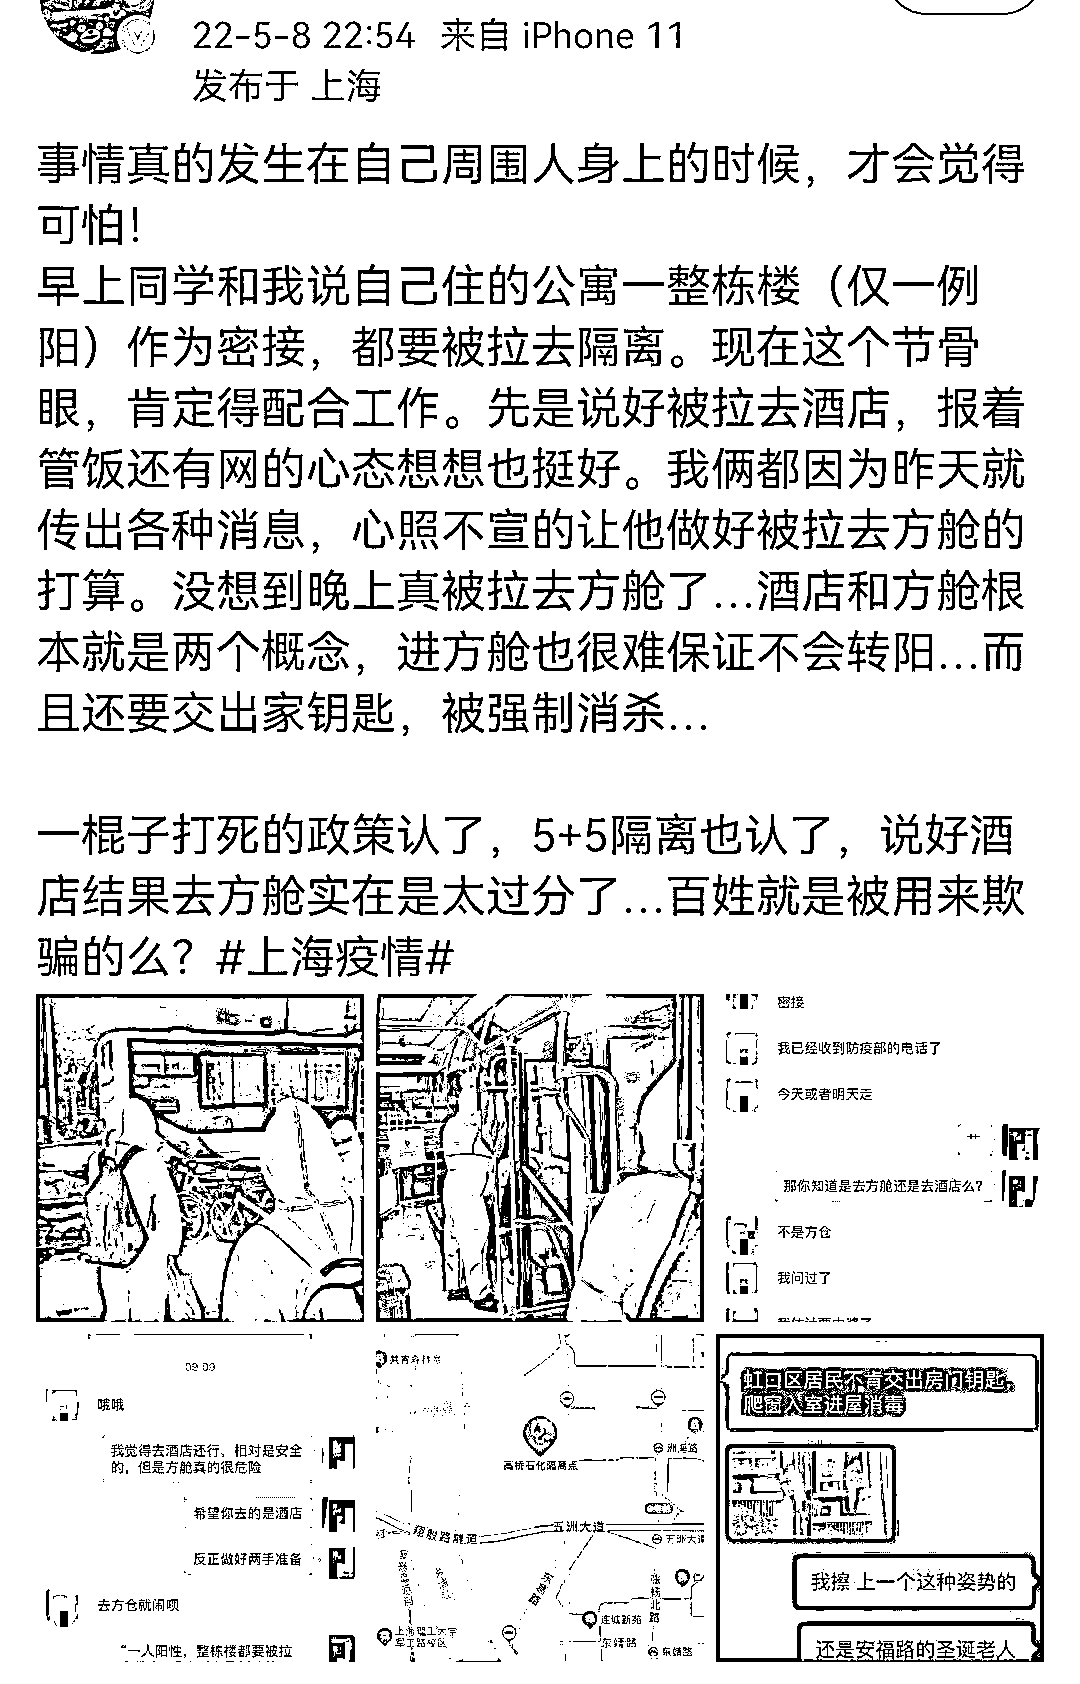 22-5-8 22:54 来自 iPhone 11
发布于 上海
事情真的发生在自己周围人身上的时候，才会觉得
可怕！
早上同学和我说自己住的公寓一整栋楼（仅一例
阳）作为密接，都要被拉去隔离。现在这个节骨
眼，肯定得配合工作。先是说好被拉去酒店，报着
管饭还有网的心态想想也挺好。我俩都因为昨天就
传出各种消息，心照不宣的让他做好被拉去方舱的
打算。没想到晚上真被拉去方舱了...酒店和方舱根
本就是两个概念，进方舱也很难保证不会转阳...而
且还要交出家钥匙，被强制消杀...
一棍子打死的政策认了，5+5隔离也认了，说好酒
店结果去方舱实在是太过分了...百姓就是被用来欺
骗的么？#上海疫情#
密接
我已经收到防疫部的电话了
今天或者明天走
那你知道是去方舱还是去酒店么？
不是方仓
我问过了
09:09
哦哦
我觉得去酒店还行、相对是安全
的，但是方舱真的很危险
希望你去的是酒店
反正做好两手准备
去方仓就闹呗
“一人阳性，整栋楼都要被拉
高桥石化隔离点
洲海路
翔殷路隧道
五洲大道
五洲大道
东靖路
张杨北路
连城新苑
上海理工大学
军工路校区
东靖路
东靖路
虹口区居民不肯交出房门钥匙，
爬窗入室进屋消毒
我擦 上一个这种姿势的
还是安福路的圣诞老人